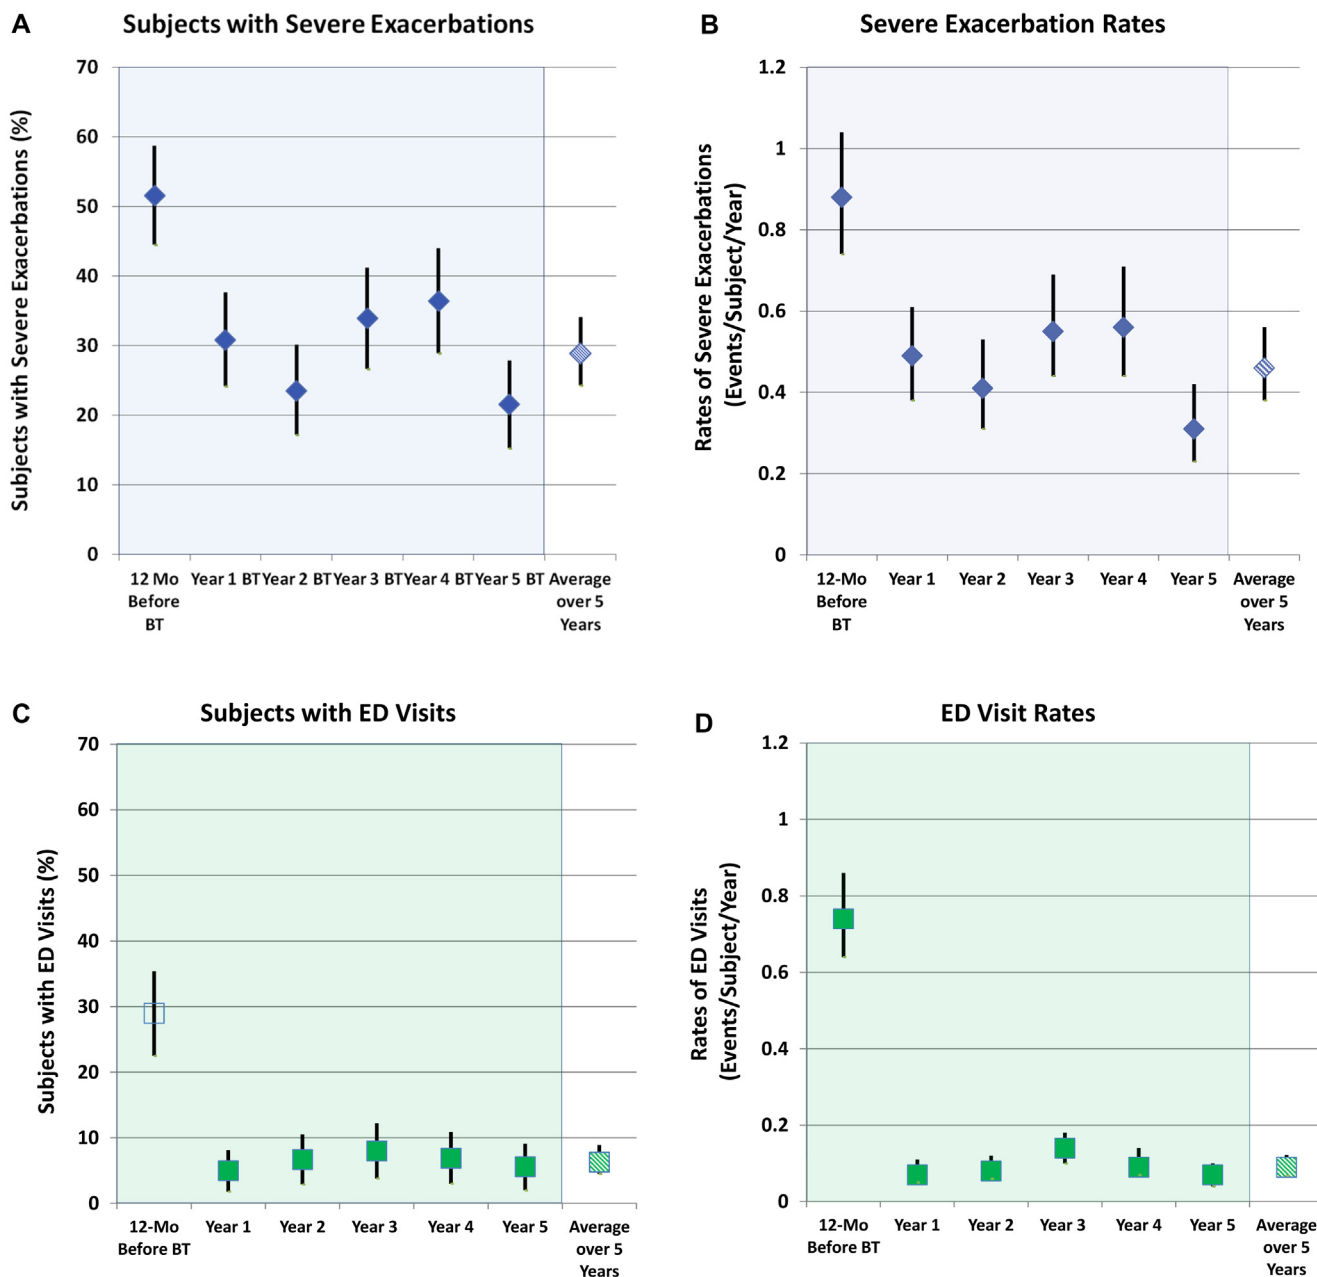 A
Subjects with Severe Exacerbations
Subjects with Severe Exacerbations (%)
70
60
50
40
30
20
10
0
12 Mo Before BT
Year 1 BT
Year 2 BT
Year 3 BT
Year 4 BT
Year 5 BT
Average over 5 Years
B
Severe Exacerbation Rates
Rates of Severe Exacerbations
(Events/Subject/Year)
1.2
1
0.8
0.6
0.4
0.2
0
12-Mo Before BT
Year 1
Year 2
Year 3
Year 4
Year 5
Average over 5 Years
C
Subjects with ED Visits
Subjects with ED Visits (%)
70
60
50
40
30
20
10
0
12-Mo Before BT
Year 1
Year 2
Year 3
Year 4
Year 5
Average over 5 Years
D
ED Visit Rates
Rates of ED Visits
(Events/Subject/Year)
1.2
1
0.8
0.6
0.4
0.2
0
12-Mo Before BT
Year 1
Year 2
Year 3
Year 4
Year 5
Average over 5 Years